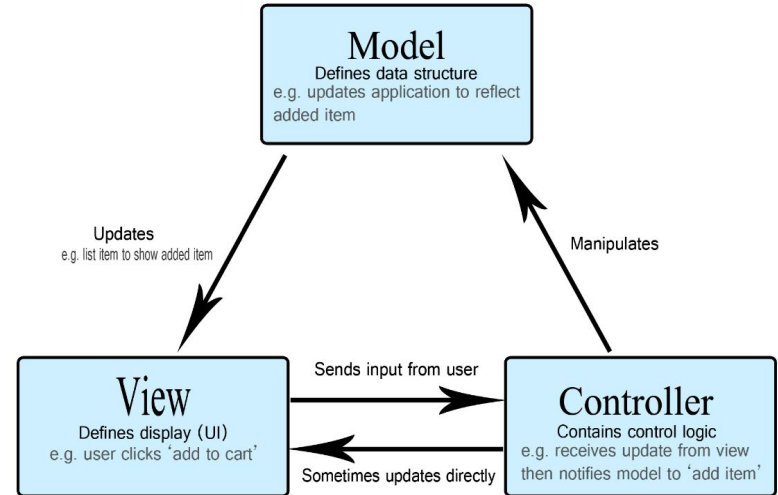 Model
Defines data structure
e.g. updates application to reflect
added item
Updates
e.g. list item to show added item
Manipulates
View
Defines display (UI)
e.g. user clicks ‘add to cart’
Sends input from user
Sometimes updates directly
Controller
Contains control logic
e.g. receives update from view
then notifies model to ‘add item’